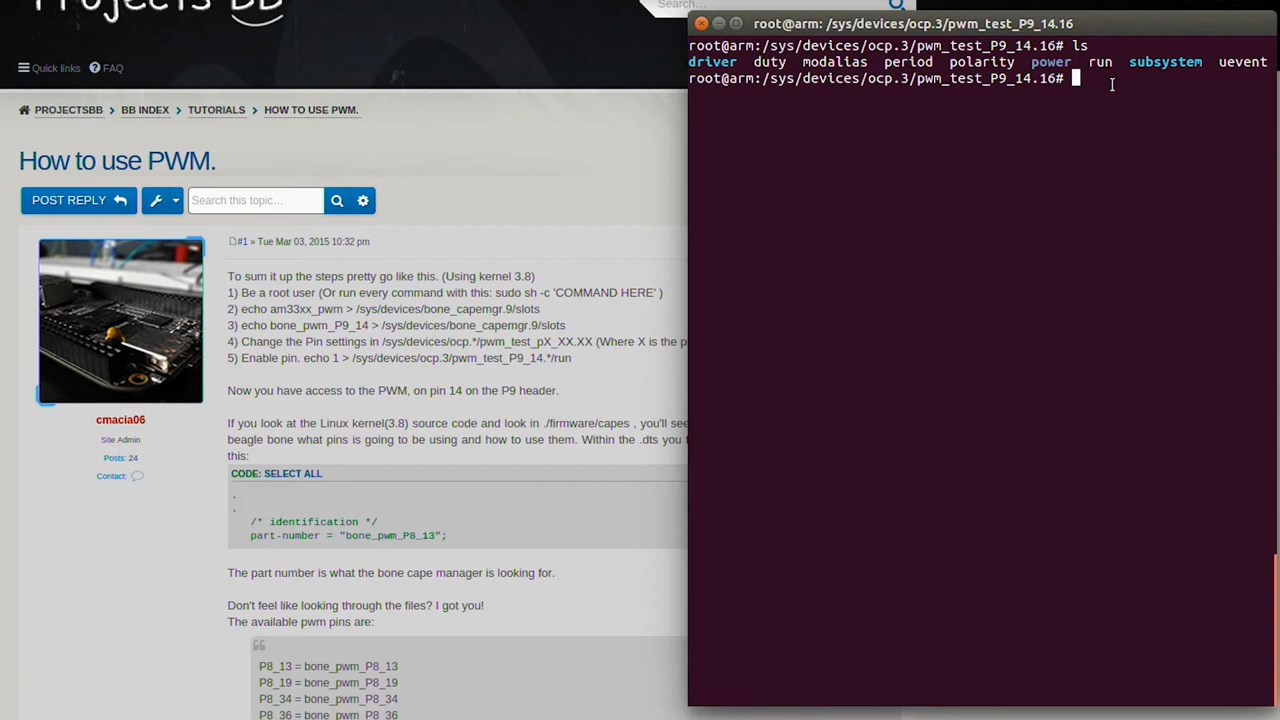 Projects BB
Search...
Quick links FAQ
PROJECTSBB > BB INDEX > TUTORIALS > HOW TO USE PWM.
How to use PWM.
POST REPLY
Search this topic...
#1 » Tue Mar 03, 2015 10:32 pm
To sum it up the steps pretty go like this. (Using kernel 3.8)
1) Be a root user (Or run every command with this: sudo sh -c 'COMMAND HERE' )
2) echo am33xx_pwm > /sys/devices/bone_capemgr.9/slots
3) echo bone_pwm_P9_14 > /sys/devices/bone_capemgr.9/slots
4) Change the Pin settings in /sys/devices/ocp.*/pwm_test_pX_XX.XX (Where X is the p
5) Enable pin. echo 1 > /sys/devices/ocp.3/pwm_test_P9_14.*/run
Now you have access to the PWM, on pin 14 on the P9 header.
cmacia06
Site Admin
Posts: 24
Contact:
If you look at the Linux kernel(3.8) source code and look in ./firmware/capes , you'll see
beagle bone what pins is going to be using and how to use them. Within the .dts you
this:
CODE: SELECT ALL
.
.
/* identification */
part-number = "bone_pwm_P8_13";
The part number is what the bone cape manager is looking for.
Don't feel like looking through the files? I got you!
The available pwm pins are:
P8_13 = bone_pwm_P8_13
P8_19 = bone_pwm_P8_19
P8_34 = bone_pwm_P8_34
P8_36 = bone_pwm_P8_36
root@arm: /sys/devices/ocp.3/pwm_test_P9_14.16
root@arm:/sys/devices/ocp.3/pwm_test_P9_14.16# ls
driver duty modalias period polarity power run subsystem uevent
root@arm:/sys/devices/ocp.3/pwm_test_P9_14.16#